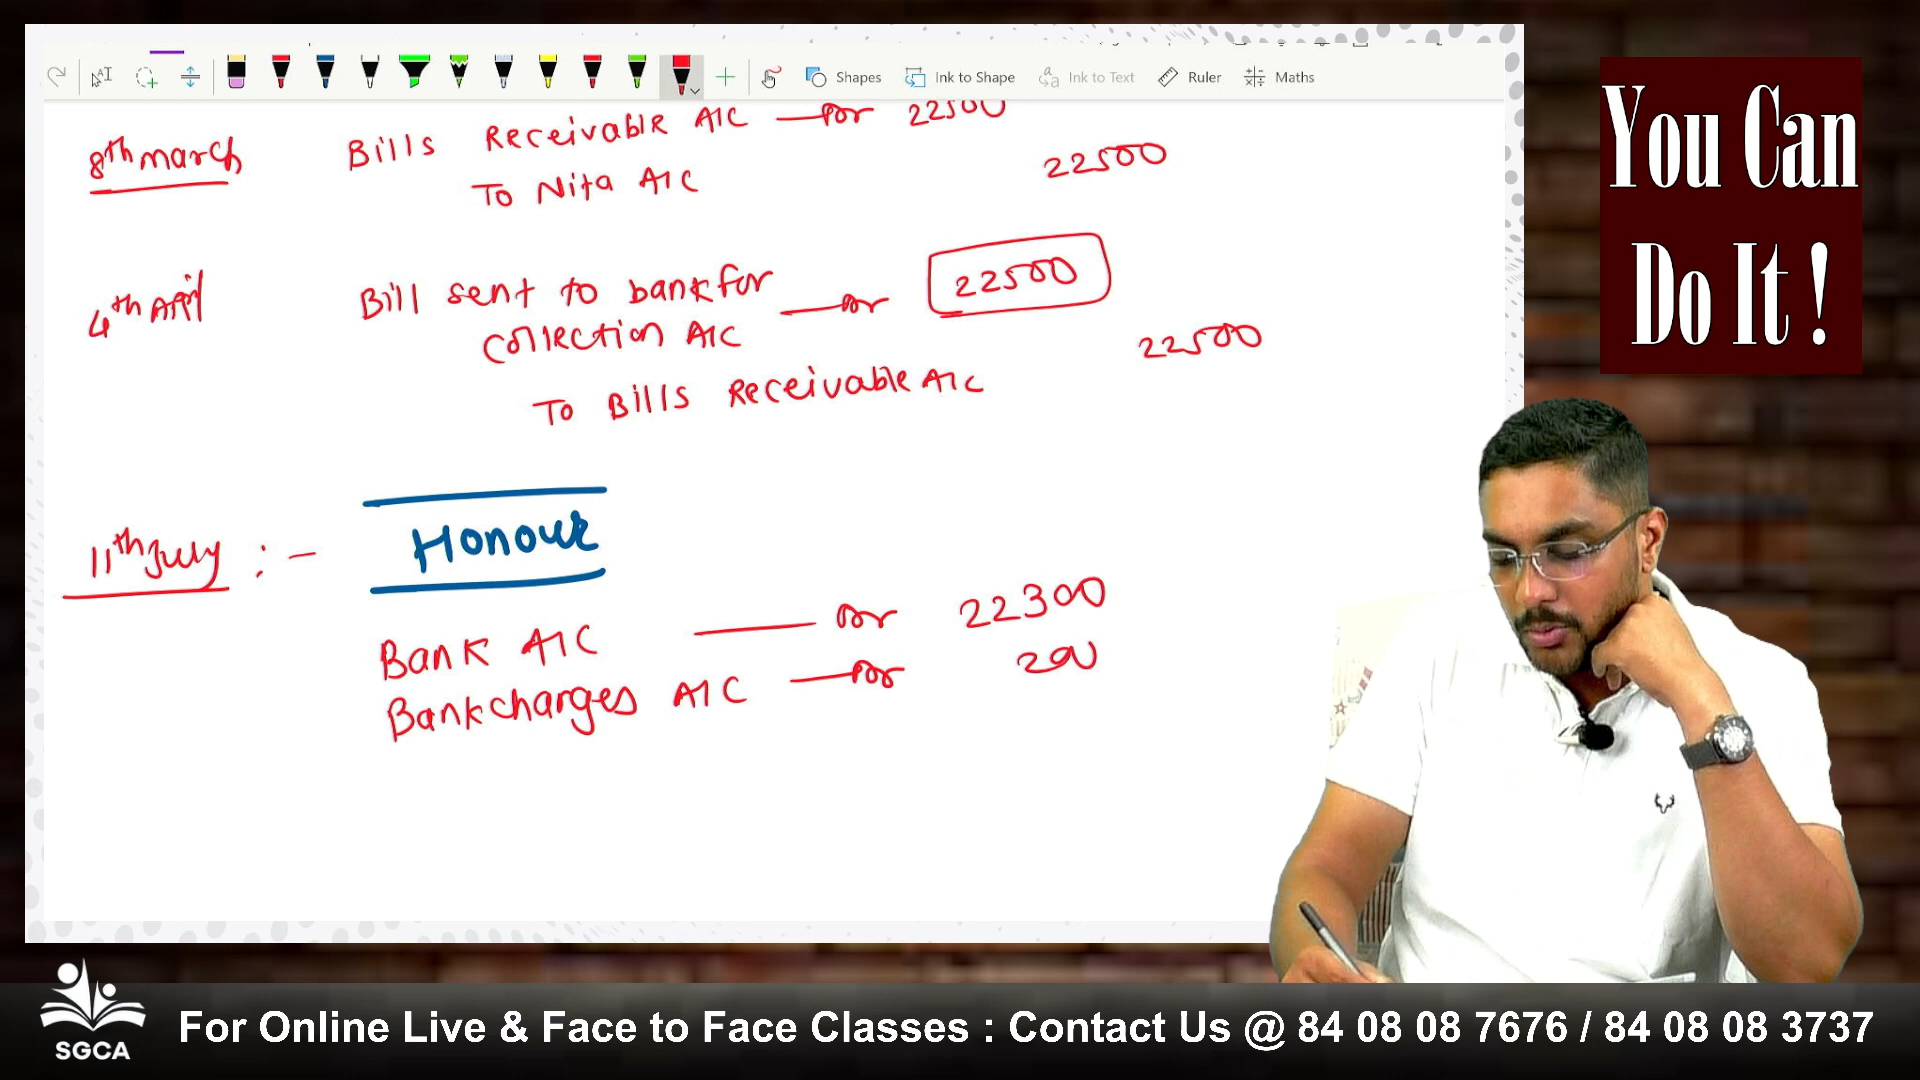 Shapes Ink to Shape Ink to Text Ruler Maths
8th march Bills Receivable A/C — Dr 22500
To Nita A/C 22500
4th April Bill sent to bank for — Dr 22500
collection A/C
To Bills Receivable A/C 22500
11th July :- Honour
Bank A/C — Dr 22300
Bank charges A/C — Dr 200
You Can
Do It !
SGCA
For Online Live & Face to Face Classes : Contact Us @ 84 08 08 7676 / 84 08 08 3737